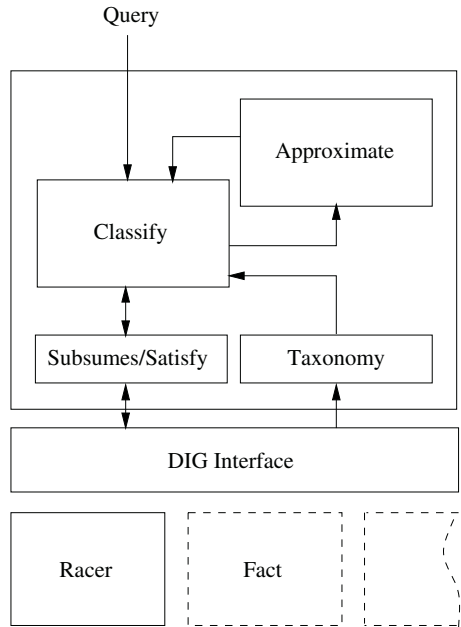 Query
Approximate
Classify
Subsumes/Satisfy
Taxonomy
DIG Interface
Racer
Fact